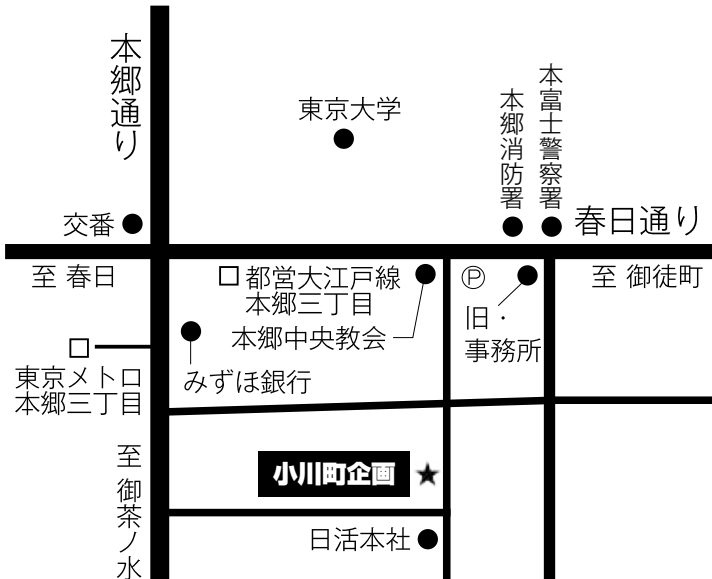 本郷通り
東京大学
本郷消防署
本富士警察署
交番
春日通り
至 春日
都営大江戸線
本郷三丁目
Ⓟ
至 御徒町
旧・
事務所
本郷中央教会
みずほ銀行
東京メトロ
本郷三丁目
至 御茶ノ水
小川町企画
日活本社